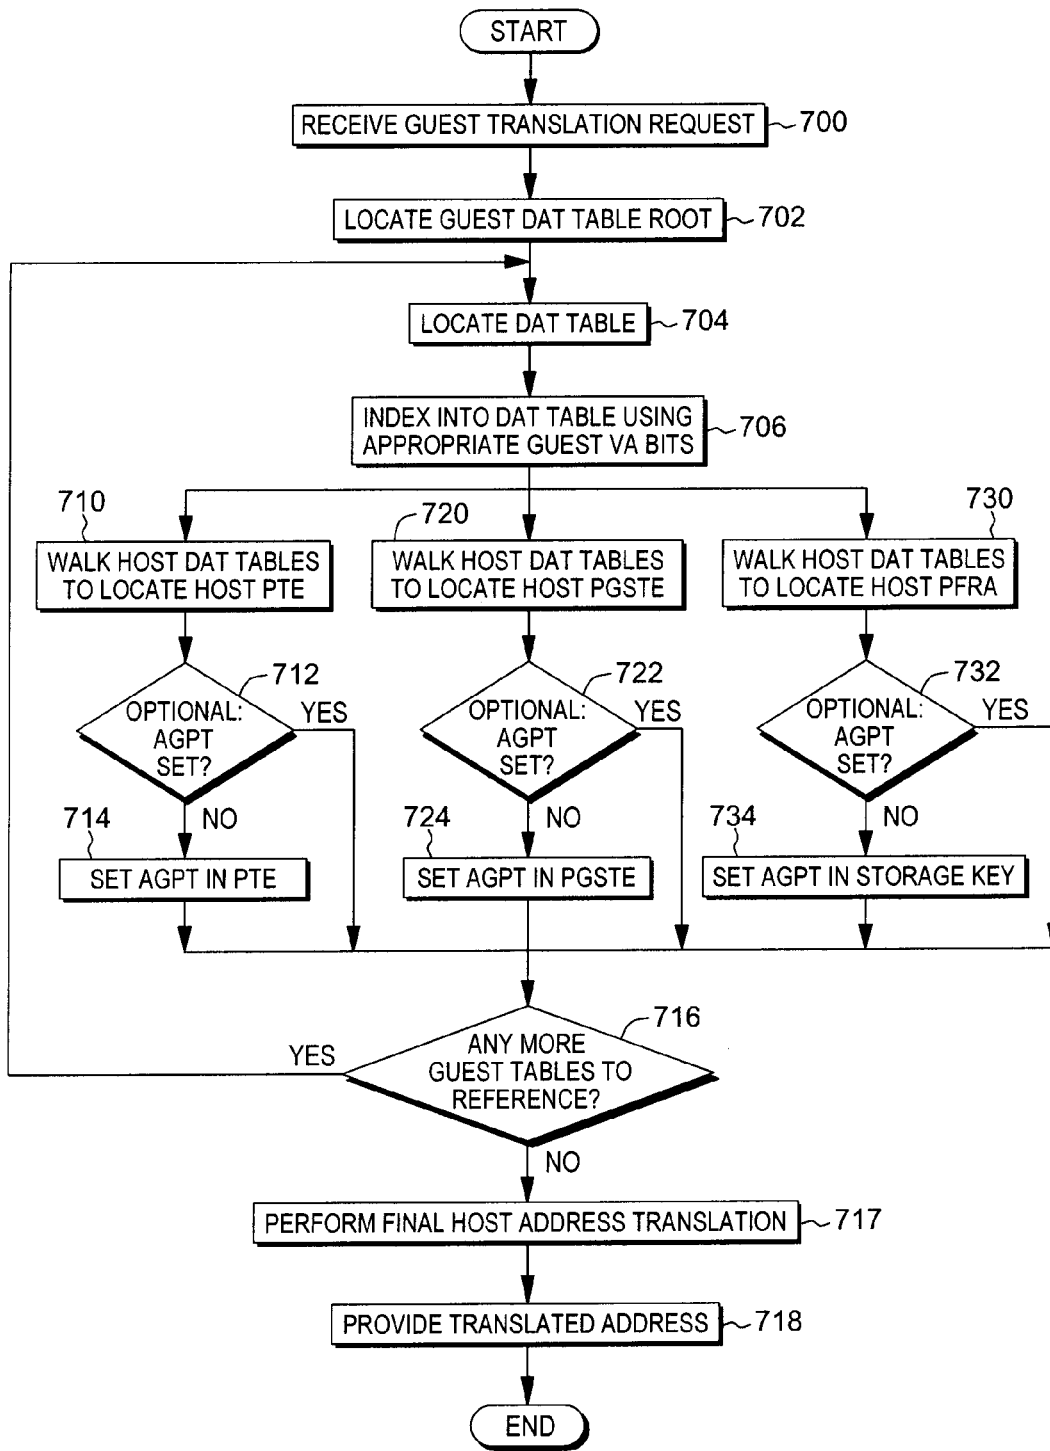 START
RECEIVE GUEST TRANSLATION REQUEST
700
LOCATE GUEST DAT TABLE ROOT
702
LOCATE DAT TABLE
704
INDEX INTO DAT TABLE USING
APPROPRIATE GUEST VA BITS
706
710
WALK HOST DAT TABLES
TO LOCATE HOST PTE
720
WALK HOST DAT TABLES
TO LOCATE HOST PGSTE
730
WALK HOST DAT TABLES
TO LOCATE HOST PFRA
712
OPTIONAL:
AGPT
SET?
YES
NO
722
OPTIONAL:
AGPT
SET?
YES
NO
732
OPTIONAL:
AGPT
SET?
YES
NO
714
SET AGPT IN PTE
724
SET AGPT IN PGSTE
734
SET AGPT IN STORAGE KEY
716
ANY MORE
GUEST TABLES TO
REFERENCE?
YES
NO
PERFORM FINAL HOST ADDRESS TRANSLATION
717
PROVIDE TRANSLATED ADDRESS
718
END